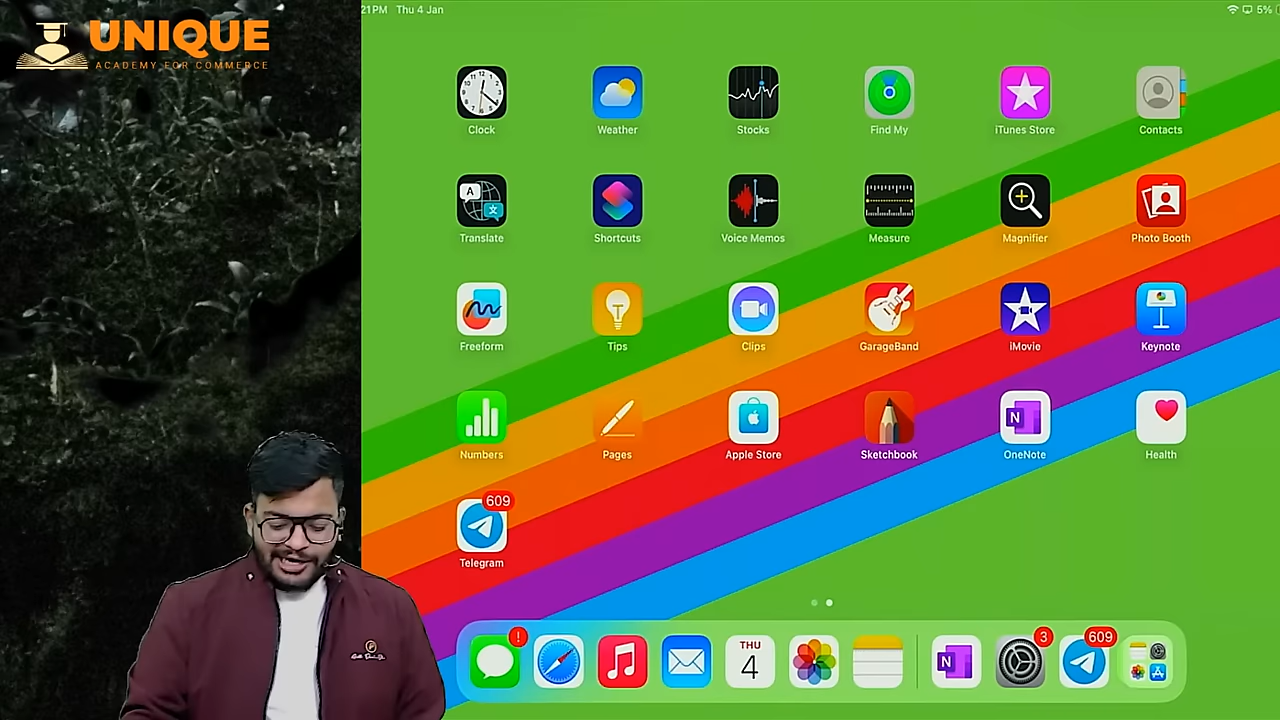 UNIQUE
ACADEMY FOR COMMERCE
21PM Thu 4 Jan
5%
Clock
Weather
Stocks
Find My
iTunes Store
Contacts
Translate
Shortcuts
Voice Memos
Measure
Magnifier
Photo Booth
Freeform
Tips
Clips
GarageBand
iMovie
Keynote
Numbers
Pages
Apple Store
Sketchbook
N
OneNote
Health
609
Telegram
!
THU
4
N
3
609